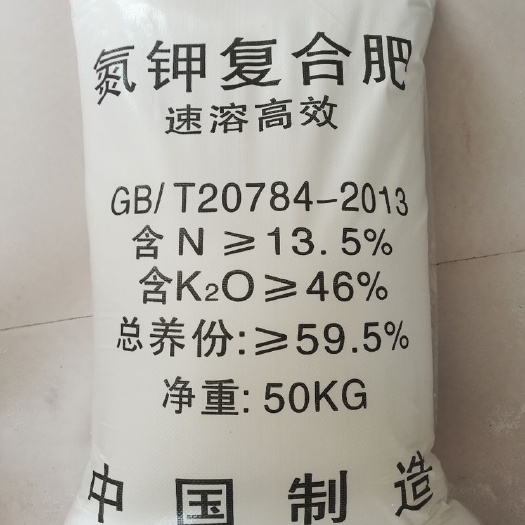 氮钾复合肥
速溶高效
GB/T20784-2013
含N≥13.5%
含K₂O≥46%
总养份:≥59.5%
净重: 50KG
中国制造